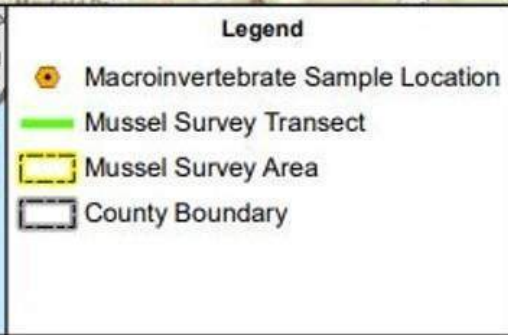 Legend
Macroinvertebrate Sample Location
Mussel Survey Transect
Mussel Survey Area
County Boundary